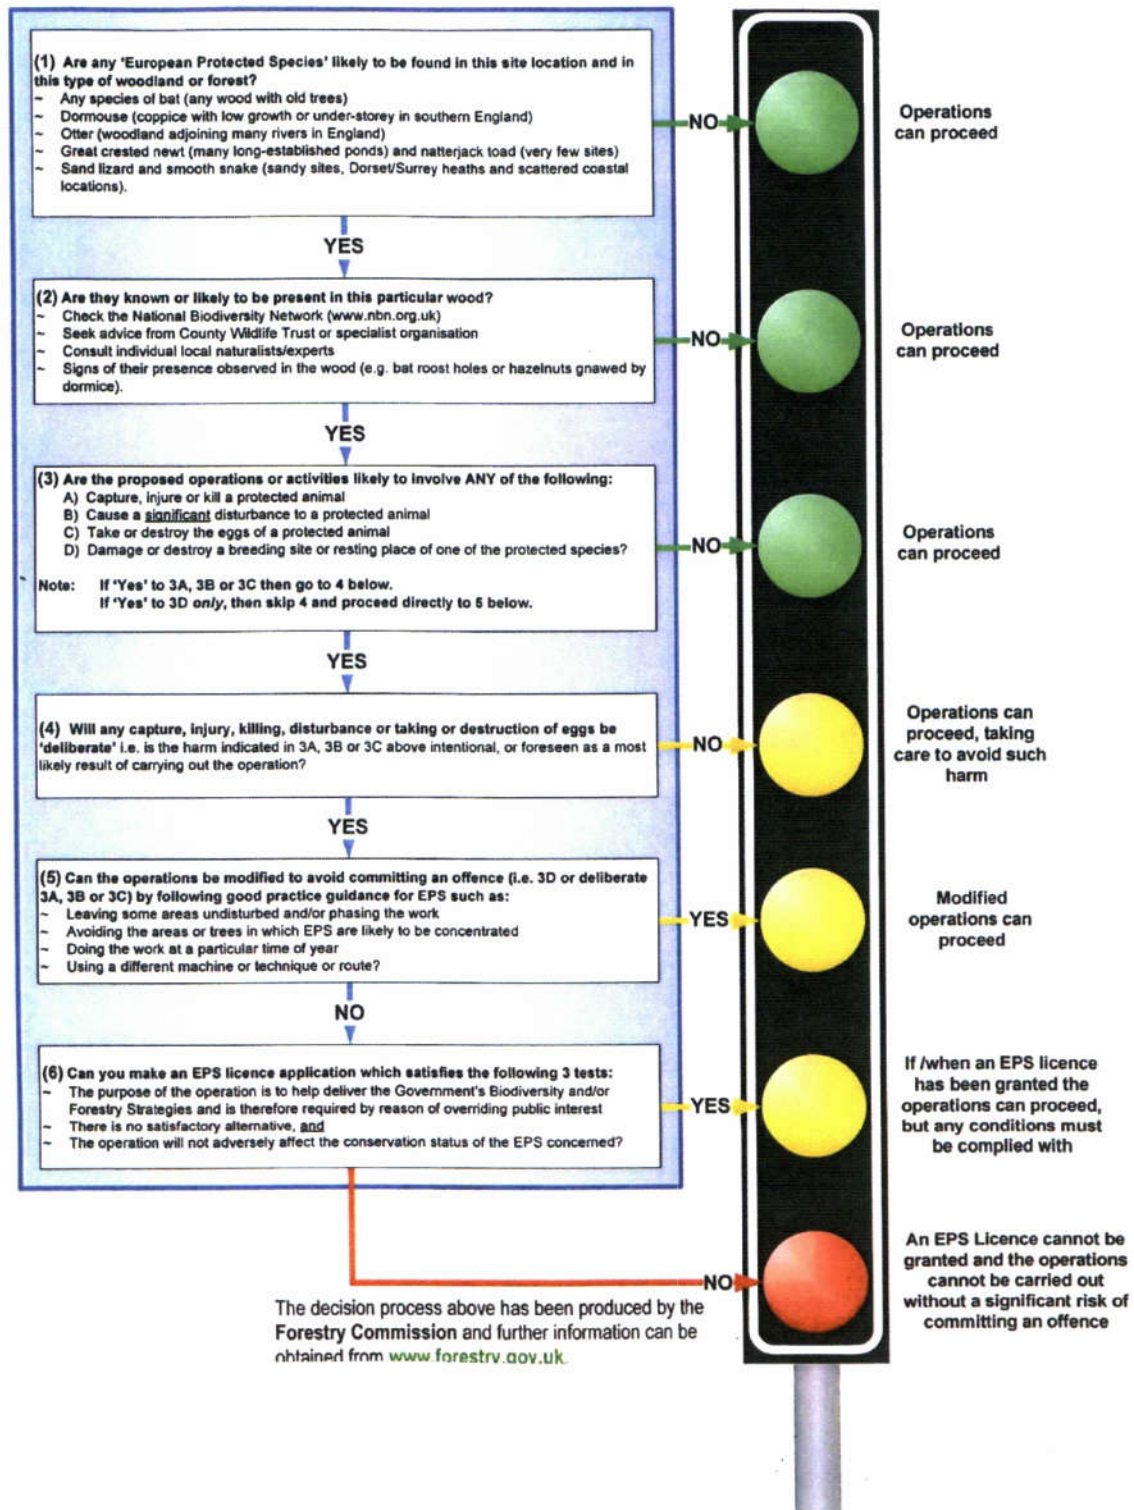 (1) Are any 'European Protected Species' likely to be found in this site location and in
this type of woodland or forest?
~ Any species of bat (any wood with old trees)
~ Dormouse (coppice with low growth or under-storey in southern England)
~ Otter (woodland adjoining many rivers in England)
~ Great crested newt (many long-established ponds) and natterjack toad (very few sites)
~ Sand lizard and smooth snake (sandy sites, Dorset/Surrey heaths and scattered coastal
locations).
NO
Operations
can proceed
YES
(2) Are they known or likely to be present in this particular wood?
~ Check the National Biodiversity Network (www.nbn.org.uk)
~ Seek advice from County Wildlife Trust or specialist organisation
~ Consult individual local naturalists/experts
~ Signs of their presence observed in the wood (e.g. bat roost holes or hazelnuts gnawed by
dormice).
NO
Operations
can proceed
YES
(3) Are the proposed operations or activities likely to involve ANY of the following:
A) Capture, injure or kill a protected animal
B) Cause a significant disturbance to a protected animal
C) Take or destroy the eggs of a protected animal
D) Damage or destroy a breeding site or resting place of one of the protected species?
Note: If 'Yes' to 3A, 3B or 3C then go to 4 below.
If 'Yes' to 3D only, then skip 4 and proceed directly to 5 below.
NO
Operations
can proceed
YES
(4) Will any capture, injury, killing, disturbance or taking or destruction of eggs be
'deliberate' i.e. is the harm indicated in 3A, 3B or 3C above intentional, or foreseen as a most
likely result of carrying out the operation?
NO
Operations can
proceed, taking
care to avoid such
harm
YES
(5) Can the operations be modified to avoid committing an offence (i.e. 3D or deliberate
3A, 3B or 3C) by following good practice guidance for EPS such as:
~ Leaving some areas undisturbed and/or phasing the work
~ Avoiding the areas or trees in which EPS are likely to be concentrated
~ Doing the work at a particular time of year
~ Using a different machine or technique or route?
YES
Modified
operations can
proceed
NO
(6) Can you make an EPS licence application which satisfies the following 3 tests:
~ The purpose of the operation is to help deliver the Government's Biodiversity and/or
Forestry Strategies and is therefore required by reason of overriding public interest
~ There is no satisfactory alternative, and
~ The operation will not adversely affect the conservation status of the EPS concerned?
YES
If /when an EPS licence
has been granted the
operations can proceed,
but any conditions must
be complied with
NO
An EPS Licence cannot be
granted and the operations
cannot be carried out
without a significant risk of
committing an offence
The decision process above has been produced by the
Forestry Commission and further information can be
obtained from www.forestry.gov.uk.